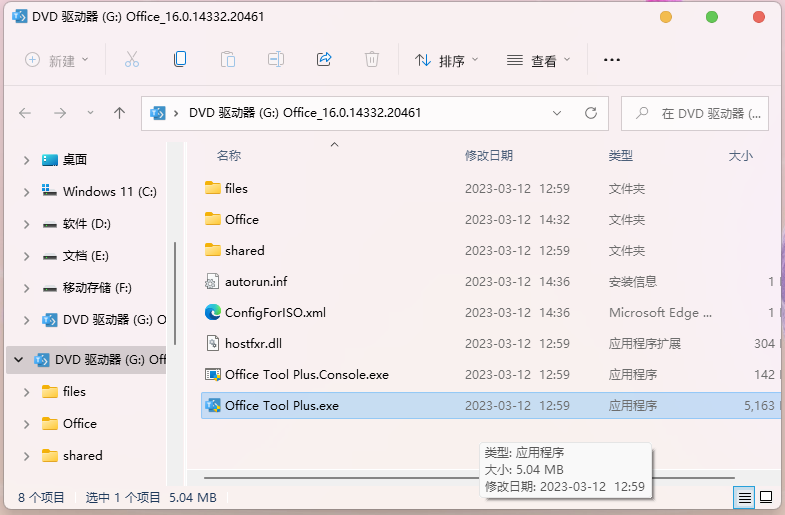 DVD 驱动器 (G:) Office_16.0.14332.20461
新建 排序 查看
DVD 驱动器 (G:) Office_16.0.14332.20461 在 DVD 驱动器 (...
桌面
Windows 11 (C:)
软件 (D:)
文档 (E:)
移动存储 (F:)
DVD 驱动器 (G:) O
DVD 驱动器 (G:) Off
files
Office
shared
名称 修改日期 类型 大小
files 2023-03-12 12:59 文件夹
Office 2023-03-12 14:32 文件夹
shared 2023-03-12 12:59 文件夹
autorun.inf 2023-03-12 14:36 安装信息 1
ConfigForISO.xml 2023-03-12 14:36 Microsoft Edge ... 1
hostfxr.dll 2023-03-12 12:59 应用程序扩展 304
Office Tool Plus.Console.exe 2023-03-12 12:59 应用程序 142
Office Tool Plus.exe 2023-03-12 12:59 应用程序 5,163
类型: 应用程序
大小: 5.04 MB
修改日期: 2023-03-12 12:59
8 个项目 选中 1 个项目 5.04 MB